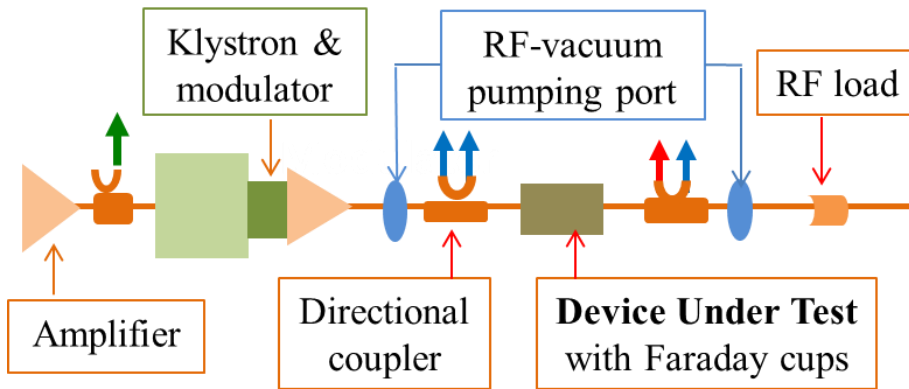 Klystron &
modulator
RF-vacuum
pumping port
RF load
Amplifier
Directional
coupler
Device Under Test
with Faraday cups